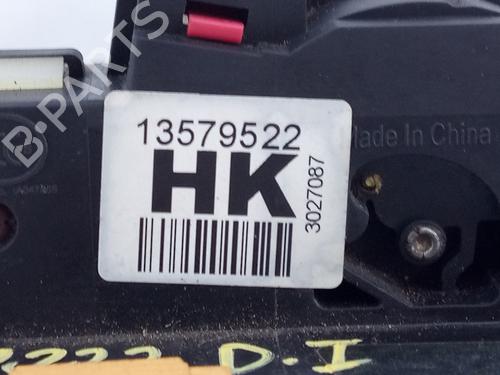 B-PARTS
13579522
HK
3027087
Made In China
D.I